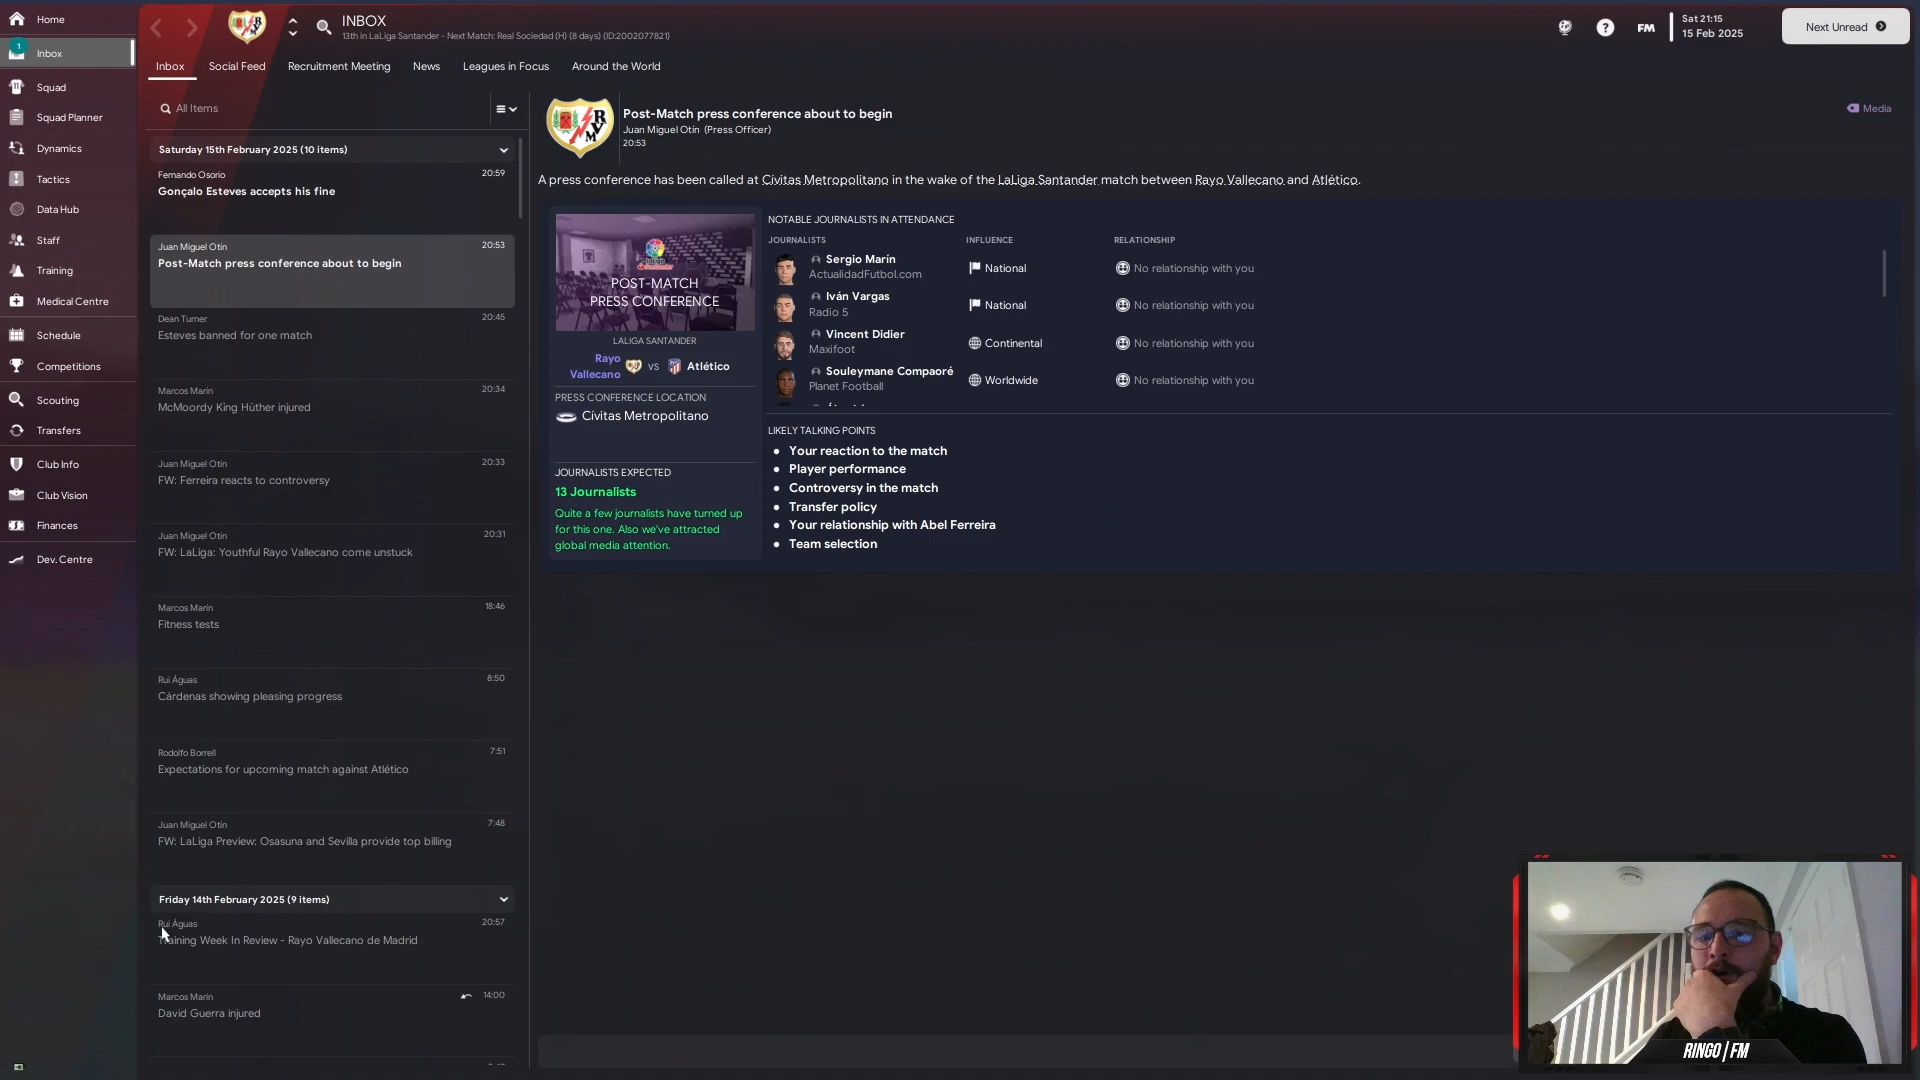 Home
1
Inbox
Squad
Squad Planner
Dynamics
Tactics
Data Hub
Staff
Training
Medical Centre
Schedule
Competitions
Scouting
Transfers
Club Info
Club Vision
Finances
Dev. Centre
INBOX
13th in LaLiga Santander - Next Match: Real Sociedad (H) (8 days) (ID:2002077821)
FM
Sat 21:15
15 Feb 2025
Next Unread
Inbox
Social Feed
Recruitment Meeting
News
Leagues in Focus
Around the World
All Items
Saturday 15th February 2025 (10 items)
Fernando Osorio 20:59
Gonçalo Esteves accepts his fine
Juan Miguel Otín 20:53
Post-Match press conference about to begin
Dean Turner 20:45
Esteves banned for one match
Marcos Marín 20:34
McMoordy King Hüther injured
Juan Miguel Otín 20:33
FW: Ferreira reacts to controversy
Juan Miguel Otín 20:31
FW: LaLiga: Youthful Rayo Vallecano come unstuck
Marcos Marín 18:46
Fitness tests
Rui Águas 8:50
Cárdenas showing pleasing progress
Rodolfo Borrell 7:51
Expectations for upcoming match against Atlético
Juan Miguel Otín 7:48
FW: LaLiga Preview: Osasuna and Sevilla provide top billing
Friday 14th February 2025 (9 items)
Rui Águas 20:57
Training Week In Review - Rayo Vallecano de Madrid
Marcos Marín 14:00
David Guerra injured
Post-Match press conference about to begin
Juan Miguel Otín (Press Officer)
20:53
Media
A press conference has been called at Cívitas Metropolitano in the wake of the LaLiga Santander match between Rayo Vallecano and Atlético.
POST-MATCH
PRESS CONFERENCE
LALIGA SANTANDER
Rayo
Vallecano
VS
Atlético
PRESS CONFERENCE LOCATION
Cívitas Metropolitano
JOURNALISTS EXPECTED
13 Journalists
Quite a few journalists have turned up
for this one. Also we've attracted
global media attention.
NOTABLE JOURNALISTS IN ATTENDANCE
JOURNALISTS INFLUENCE RELATIONSHIP
Sergio Marín
ActualidadFutbol.com
National
No relationship with you
Iván Vargas
Radio 5
National
No relationship with you
Vincent Didier
Maxifoot
Continental
No relationship with you
Souleymane Compaoré
Planet Football
Worldwide
No relationship with you
LIKELY TALKING POINTS
Your reaction to the match
Player performance
Controversy in the match
Transfer policy
Your relationship with Abel Ferreira
Team selection
RINGO | FM